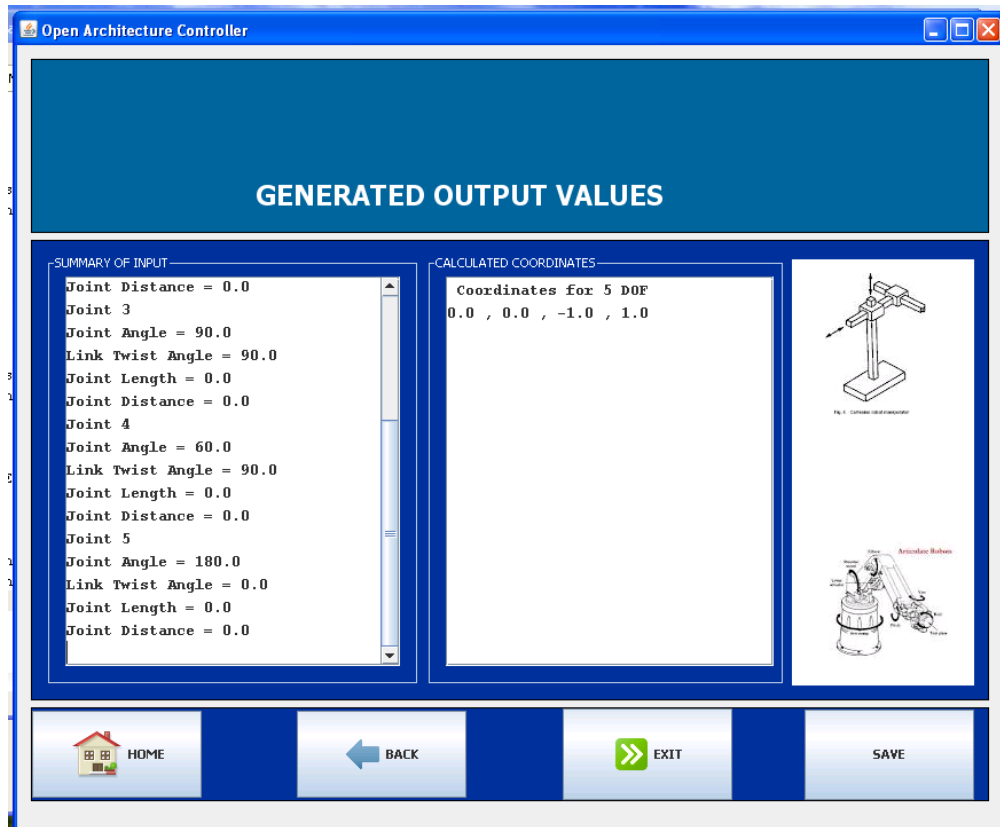 Open Architecture Controller
GENERATED OUTPUT VALUES
SUMMARY OF INPUT
Joint Distance = 0.0
Joint 3
Joint Angle = 90.0
Link Twist Angle = 90.0
Joint Length = 0.0
Joint Distance = 0.0
Joint 4
Joint Angle = 60.0
Link Twist Angle = 90.0
Joint Length = 0.0
Joint Distance = 0.0
Joint 5
Joint Angle = 180.0
Link Twist Angle = 0.0
Joint Length = 0.0
Joint Distance = 0.0
CALCULATED COORDINATES
Coordinates for 5 DOF
0.0 , 0.0 , -1.0 , 1.0
Cartesian robot manipulator
Articulate Robots
HOME
BACK
EXIT
SAVE